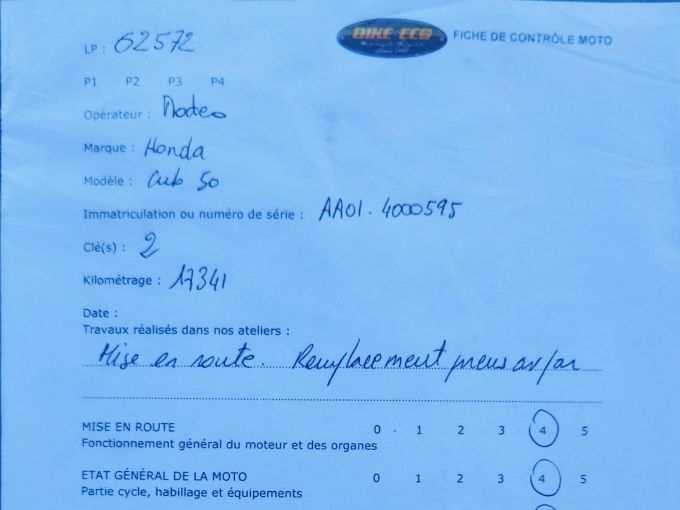 LP : 62572
BIKE ECO
FICHE DE CONTRÔLE MOTO
P1 P2 P3 P4
Opérateur : Mateo
Marque : Honda
Modèle : Cub 50
Immatriculation ou numéro de série : AA01.4000595
Clé(s) : 2
Kilométrage : 17341
Date :
Travaux réalisés dans nos ateliers :
Mise en route. Remplacement pneus av/ar
MISE EN ROUTE 0 1 2 3 4 5
Fonctionnement général du moteur et des organes
ETAT GÉNÉRAL DE LA MOTO 0 1 2 3 4 5
Partie cycle, habillage et équipements